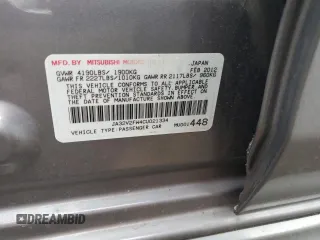 MFD. BY MITSUBISHI MOTORS JAPAN
GVWR 4190LBS/ 1900KG FEB 2012
GAWR FR 2227LBS/1010KG GAWR RR 2117LBS/ 960KG
THIS VEHICLE CONFORMS TO ALL APPLICABLE
FEDERAL MOTOR VEHICLE SAFETY, BUMPER, AND
THEFT PREVENTION STANDARDS IN EFFECT ON
THE DATE OF MANUFACTURE SHOWN ABOVE.
JA32V2FW4CU021334
VEHICLE TYPE:PASSENGER CAR 448
DREAMBID